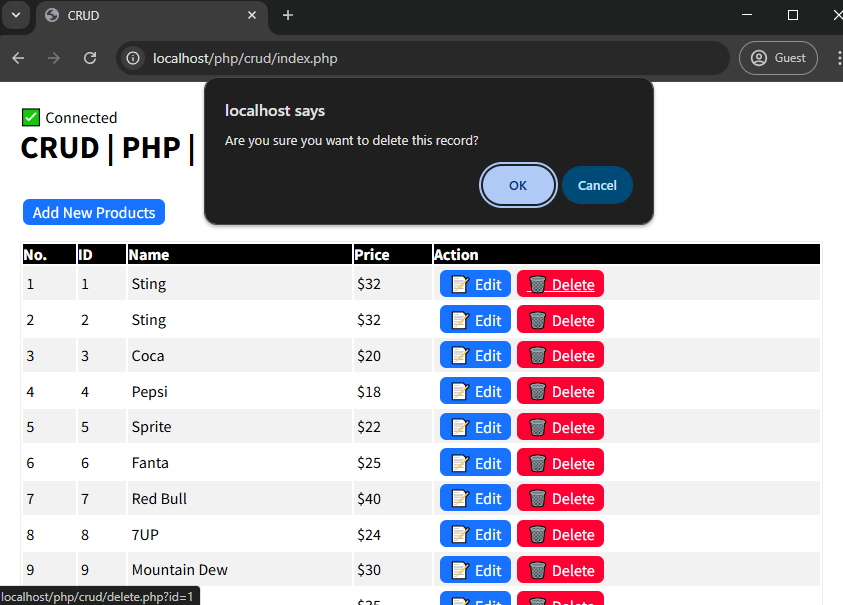 CRUD
localhost/php/crud/index.php
Guest
localhost says
Are you sure you want to delete this record?
OK Cancel
✅ Connected
CRUD | PHP |
Add New Products
No. ID Name Price Action
1 1 Sting $32 📝 Edit 🗑️ Delete
2 2 Sting $32 📝 Edit 🗑️ Delete
3 3 Coca $20 📝 Edit 🗑️ Delete
4 4 Pepsi $18 📝 Edit 🗑️ Delete
5 5 Sprite $22 📝 Edit 🗑️ Delete
6 6 Fanta $25 📝 Edit 🗑️ Delete
7 7 Red Bull $40 📝 Edit 🗑️ Delete
8 8 7UP $24 📝 Edit 🗑️ Delete
9 9 Mountain Dew $30 📝 Edit 🗑️ Delete
$35 📝 Edit 🗑️ Delete
localhost/php/crud/delete.php?id=1